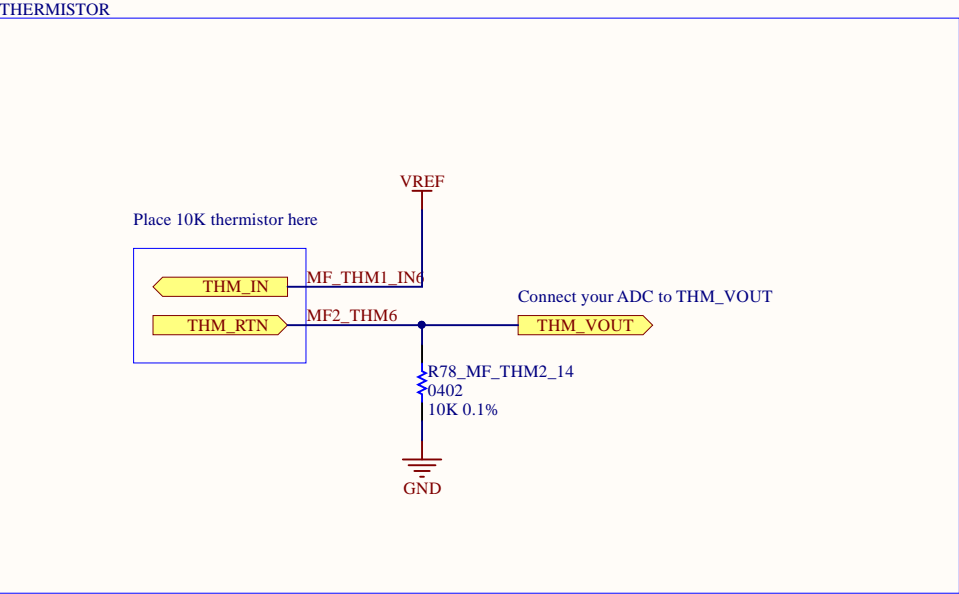 THERMISTOR
VREF
Place 10K thermistor here
THM_IN
MF_THM1_IN6
THM_RTN
MF2_THM6
Connect your ADC to THM_VOUT
THM_VOUT
R78_MF_THM2_14
0402
10K 0.1%
GND